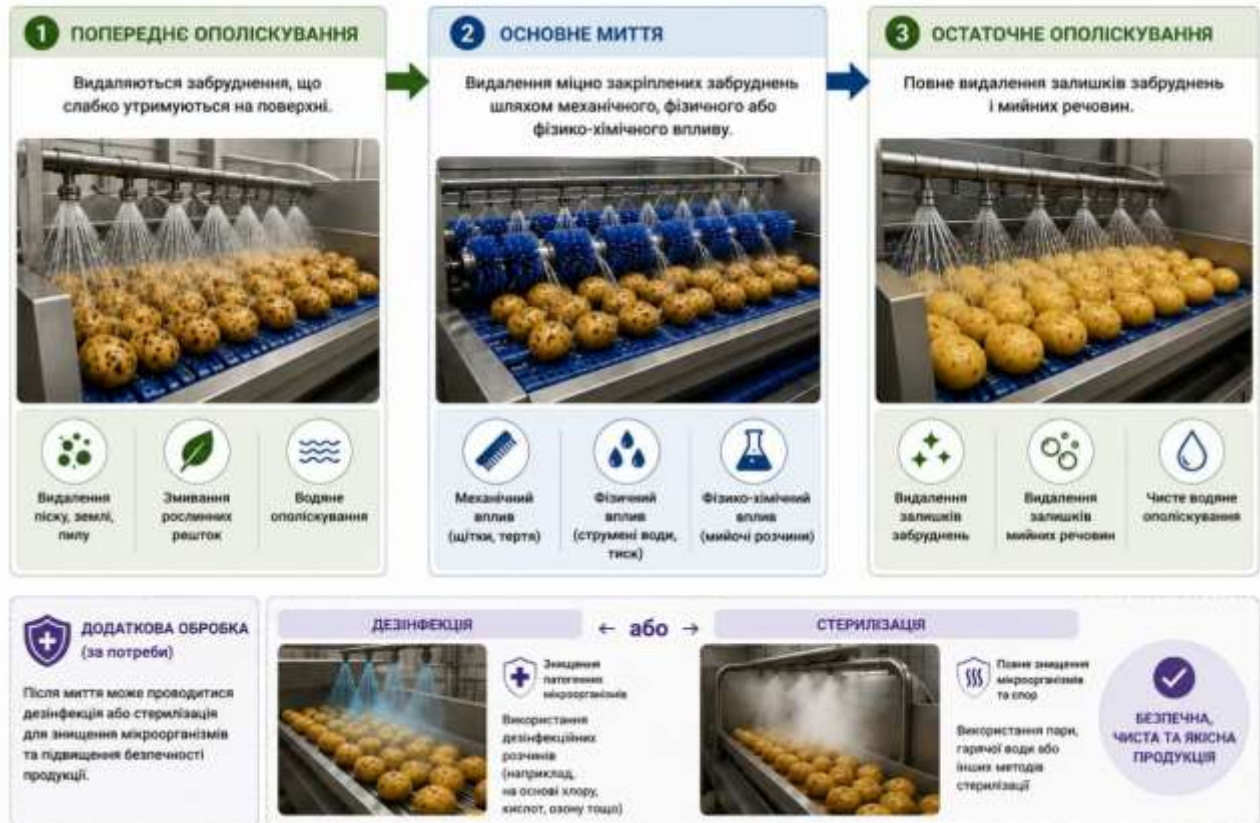 1 ПОПЕРЕДНЄ ОПОЛІСКУВАННЯ
Видаляються забруднення, що
слабко утримуються на поверхні.
Видалення
піску, землі,
пилу
Змивання
рослинних
решток
Водяне
ополіскування
2 ОСНОВНЕ МИТТЯ
Видалення міцно закріплених забруднень
шляхом механічного, фізичного або
фізико-хімічного впливу.
Механічний
вплив
(щітки, тертя)
Фізичний
вплив
(струмені води,
тиск)
Фізико-хімічний
вплив
(мийочі розчини)
3 ОСТАТОЧНЕ ОПОЛІСКУВАННЯ
Повне видалення залишків забруднень
і мийних речовин.
Видалення
залишків
забруднень
Видалення
залишків
мийних речовин
Чисте водяне
ополіскування
ДОДАТКОВА ОБРОБКА
(за потреби)
Після миття може проводитися
дезінфекція або стерилізація
для знищення мікроорганізмів
та підвищення безпечності
продукції.
ДЕЗІНФЕКЦІЯ
Знищення
патогенних
мікроорганізмів
Використання
дезінфекційних
розчинів
(наприклад,
на основі хлору,
кислот, озону тощо)
← або →
СТЕРИЛІЗАЦІЯ
Повне знищення
мікроорганізмів
та спор
Використання пари,
гарячої води або
інших методів
стерилізації
БЕЗПЕЧНА,
ЧИСТА ТА ЯКІСНА
ПРОДУКЦІЯ